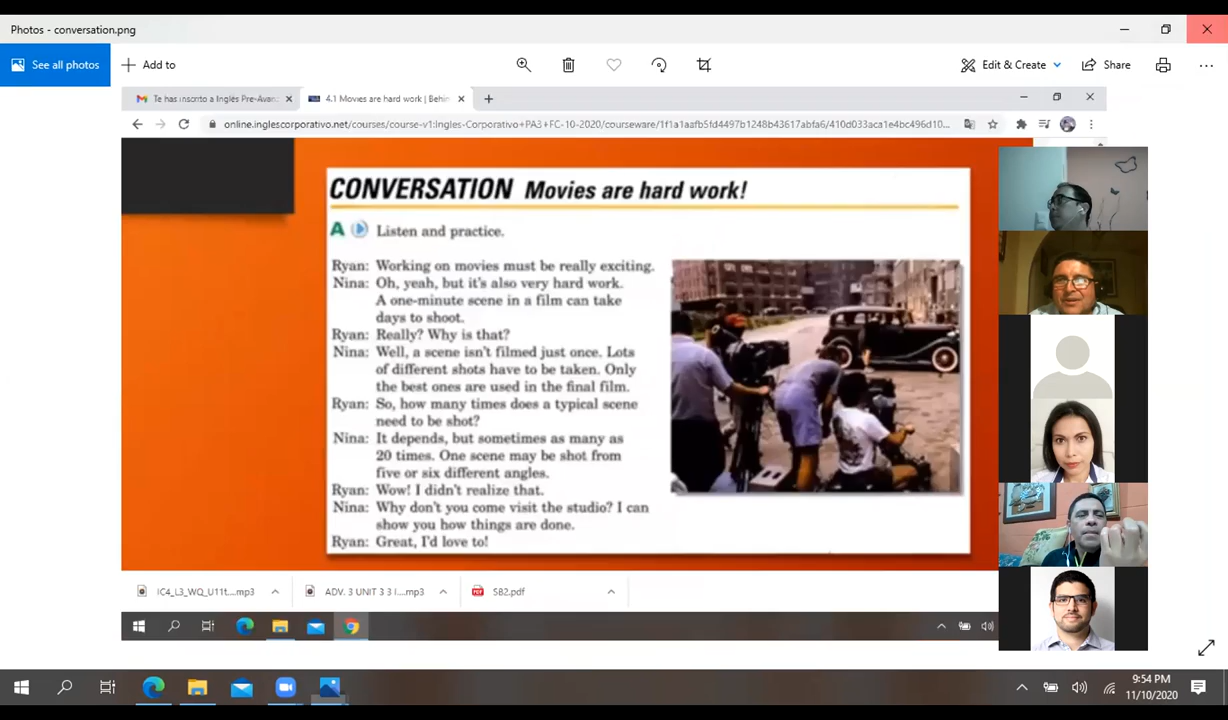 Photos - conversation.png
See all photos
Add to
Edit & Create
Share
Te has inscrito a Inglés Pre-Avan
4.1 Movies are hard work | Behin
online.inglescorporativo.net/courses/course-v1:Ingles-Corporativo+PA3+FC-10-2020/courseware/1f1a1aafb5fd4497b1248b43617abfa6/410d033aca1e4bc496d10...
CONVERSATION Movies are hard work!
A Listen and practice.
Ryan: Working on movies must be really exciting.
Nina: Oh, yeah, but it's also very hard work.
A one-minute scene in a film can take
days to shoot.
Ryan: Really? Why is that?
Nina: Well, a scene isn't filmed just once. Lots
of different shots have to be taken. Only
the best ones are used in the final film.
Ryan: So, how many times does a typical scene
need to be shot?
Nina: It depends, but sometimes as many as
20 times. One scene may be shot from
five or six different angles.
Ryan: Wow! I didn't realize that.
Nina: Why don't you come visit the studio? I can
show you how things are done.
Ryan: Great, I'd love to!
IC4_L3_WQ_U11t....mp3
ADV. 3 UNIT 3 3 I....mp3
SB2.pdf
9:54 PM
11/10/2020